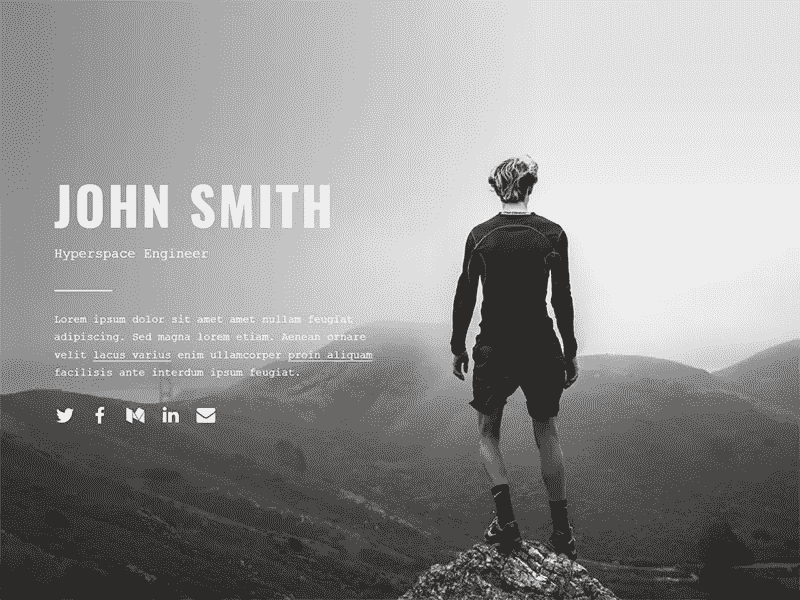 JOHN SMITH
Hyperspace Engineer
Lorem ipsum dolor sit amet amet nullam feugiat
adipiscing. Sed magna lorem etiam. Aenean ornare
velit lacus varius enim ullamcorper proin aliquam
facilisis ante interdum ipsum feugiat.